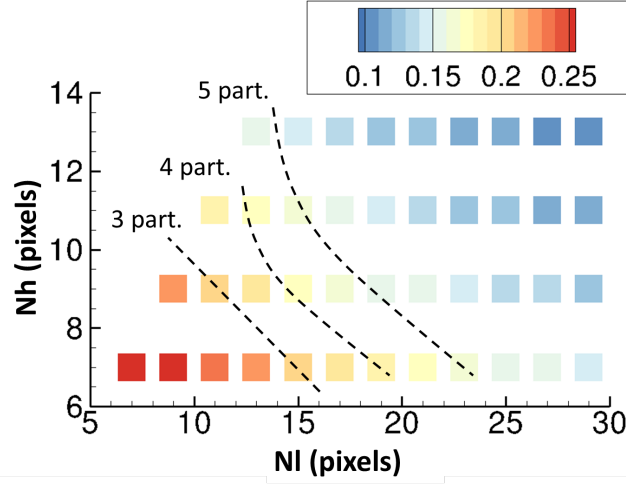 0.1 0.15 0.2 0.25
14
5 part.
12
4 part.
3 part.
10
8
6
Nh (pixels)
5 10 15 20 25 30
Nl (pixels)